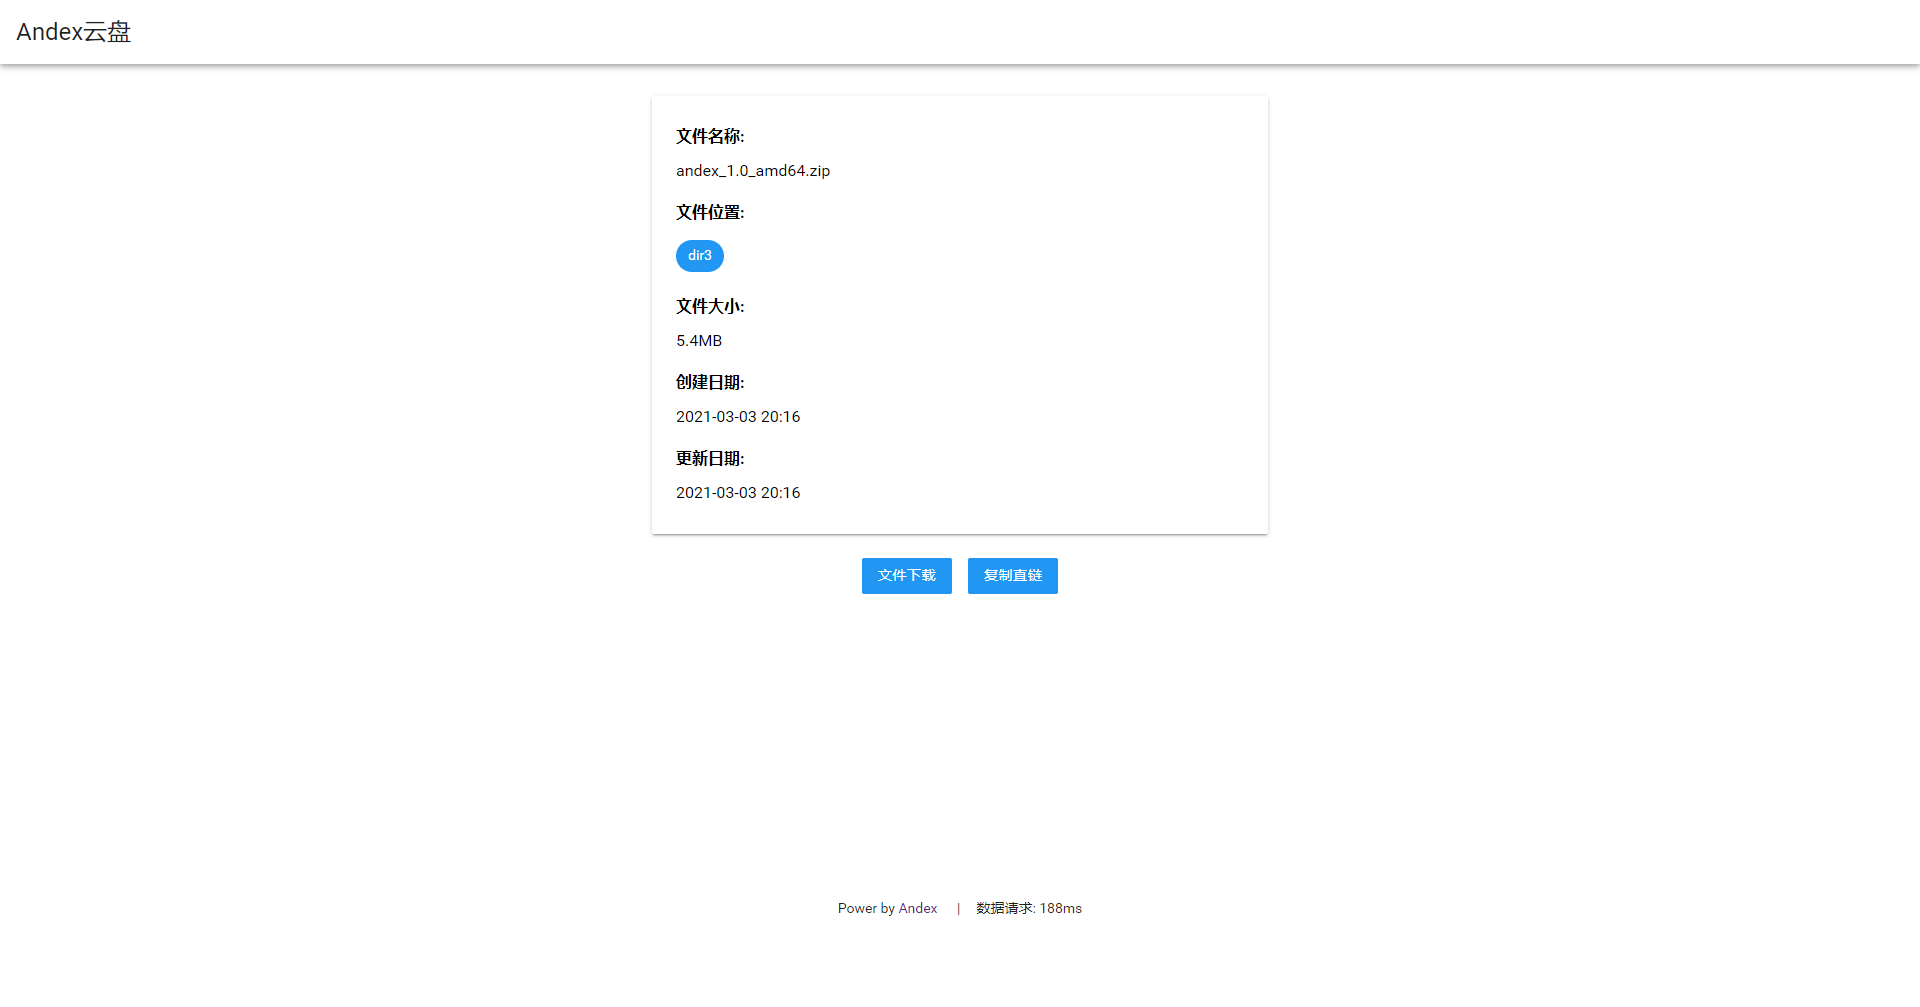 Andex云盘
文件名称:
andex_1.0_amd64.zip
文件位置:
dir3
文件大小:
5.4MB
创建日期:
2021-03-03 20:16
更新日期:
2021-03-03 20:16
文件下载 复制直链
Power by Andex | 数据请求: 188ms